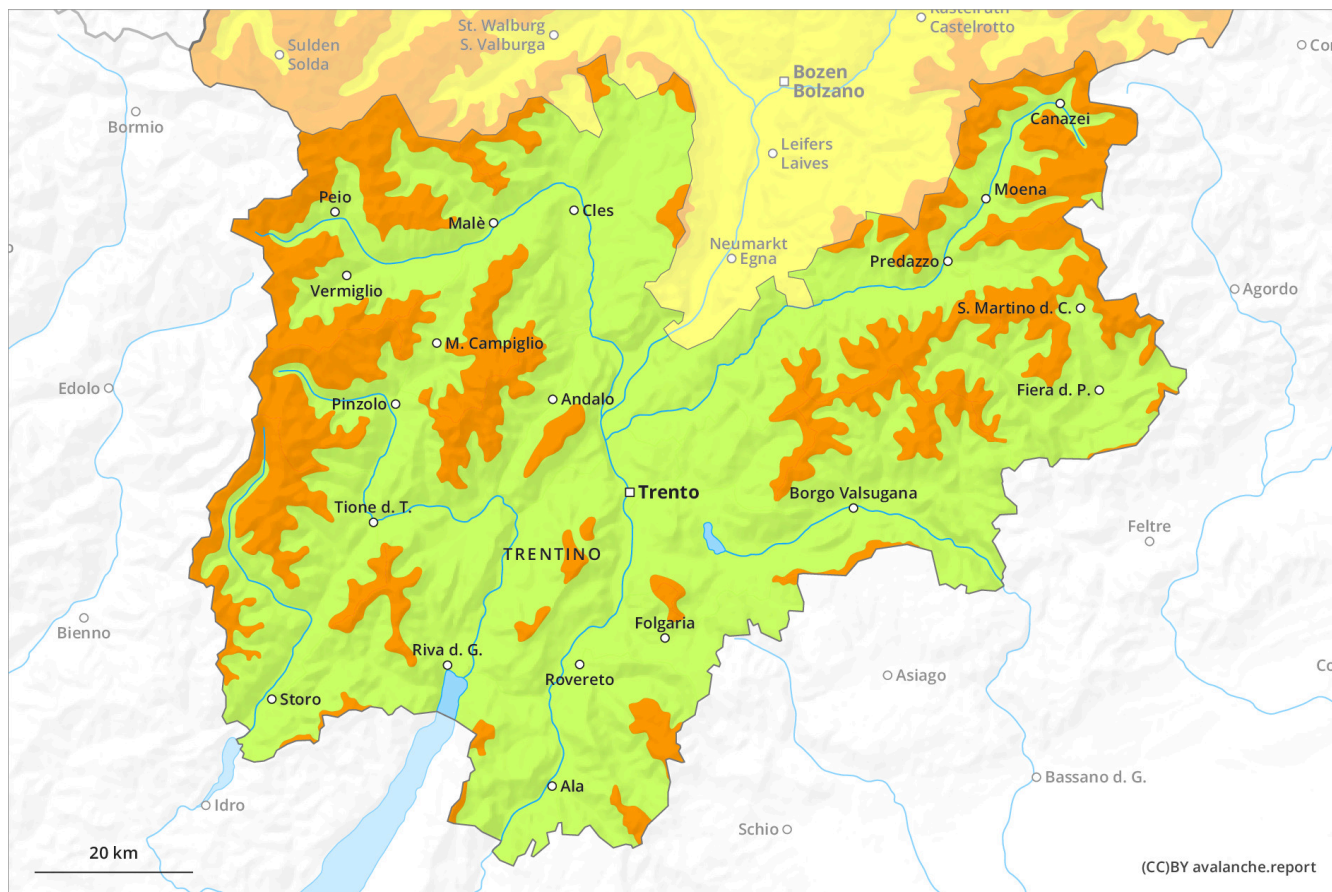 Kastelruth
Castelrotto
St. Walburg
S. Valburga
Sulden
Solda
Bozen
Bolzano
Bormio
Canazei
Leifers
Laives
Peio
Moena
Malè
Cles
Neumarkt
Egna
Predazzo
Vermiglio
Agordo
S. Martino d. C.
M. Campiglio
Edolo
Pinzolo
Andalo
Fiera d. P.
Trento
Borgo Valsugana
Tione d. T.
Feltre
TRENTINO
Bienno
Folgaria
Riva d. G.
Rovereto
Asiago
Storo
Bassano d. G.
Ala
Idro
Schio
20 km
(CC)BY avalanche.report